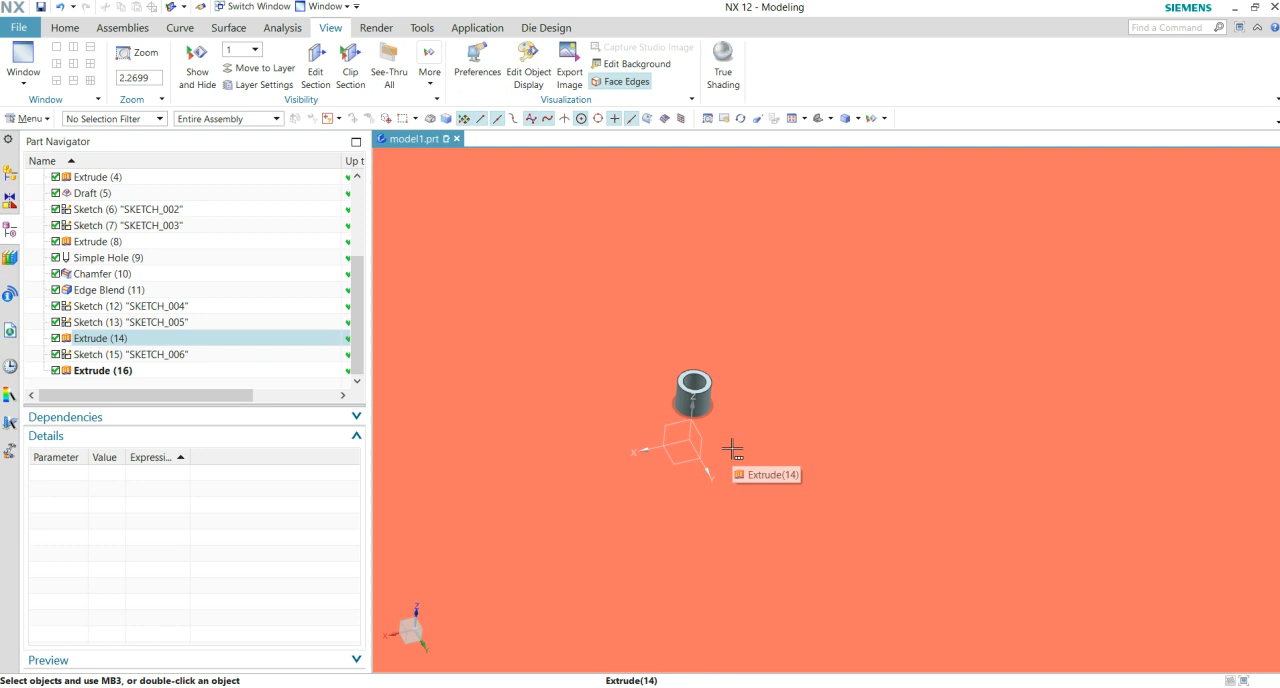 NX
Switch Window
Window
NX 12 - Modeling
SIEMENS
File
Home
Assemblies
Curve
Surface
Analysis
View
Render
Tools
Application
Die Design
Find a Command
Window
Zoom
2.2699
Show and Hide
1
Move to Layer
Layer Settings
Edit Section
Clip Section
See-Thru All
More
Preferences
Edit Object Display
Export Image
Capture Studio Image
Edit Background
Face Edges
True Shading
Window
Zoom
Visibility
Visualization
Menu
No Selection Filter
Entire Assembly
Part Navigator
model1.prt
Name
Up t
Extrude (4)
Draft (5)
Sketch (6) "SKETCH_002"
Sketch (7) "SKETCH_003"
Extrude (8)
Simple Hole (9)
Chamfer (10)
Edge Blend (11)
Sketch (12) "SKETCH_004"
Sketch (13) "SKETCH_005"
Extrude (14)
Sketch (15) "SKETCH_006"
Extrude (16)
Dependencies
Details
Parameter
Value
Expressi...
Preview
Z
X
Y
Extrude(14)
Z
X
Y
Select objects and use MB3, or double-click an object
Extrude(14)